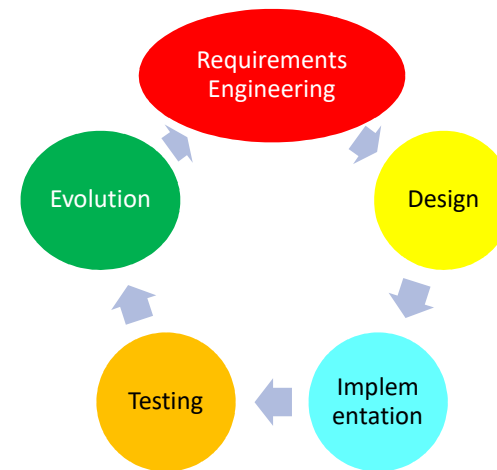 Requirements
Engineering
Design
Implem
entation
Testing
Evolution